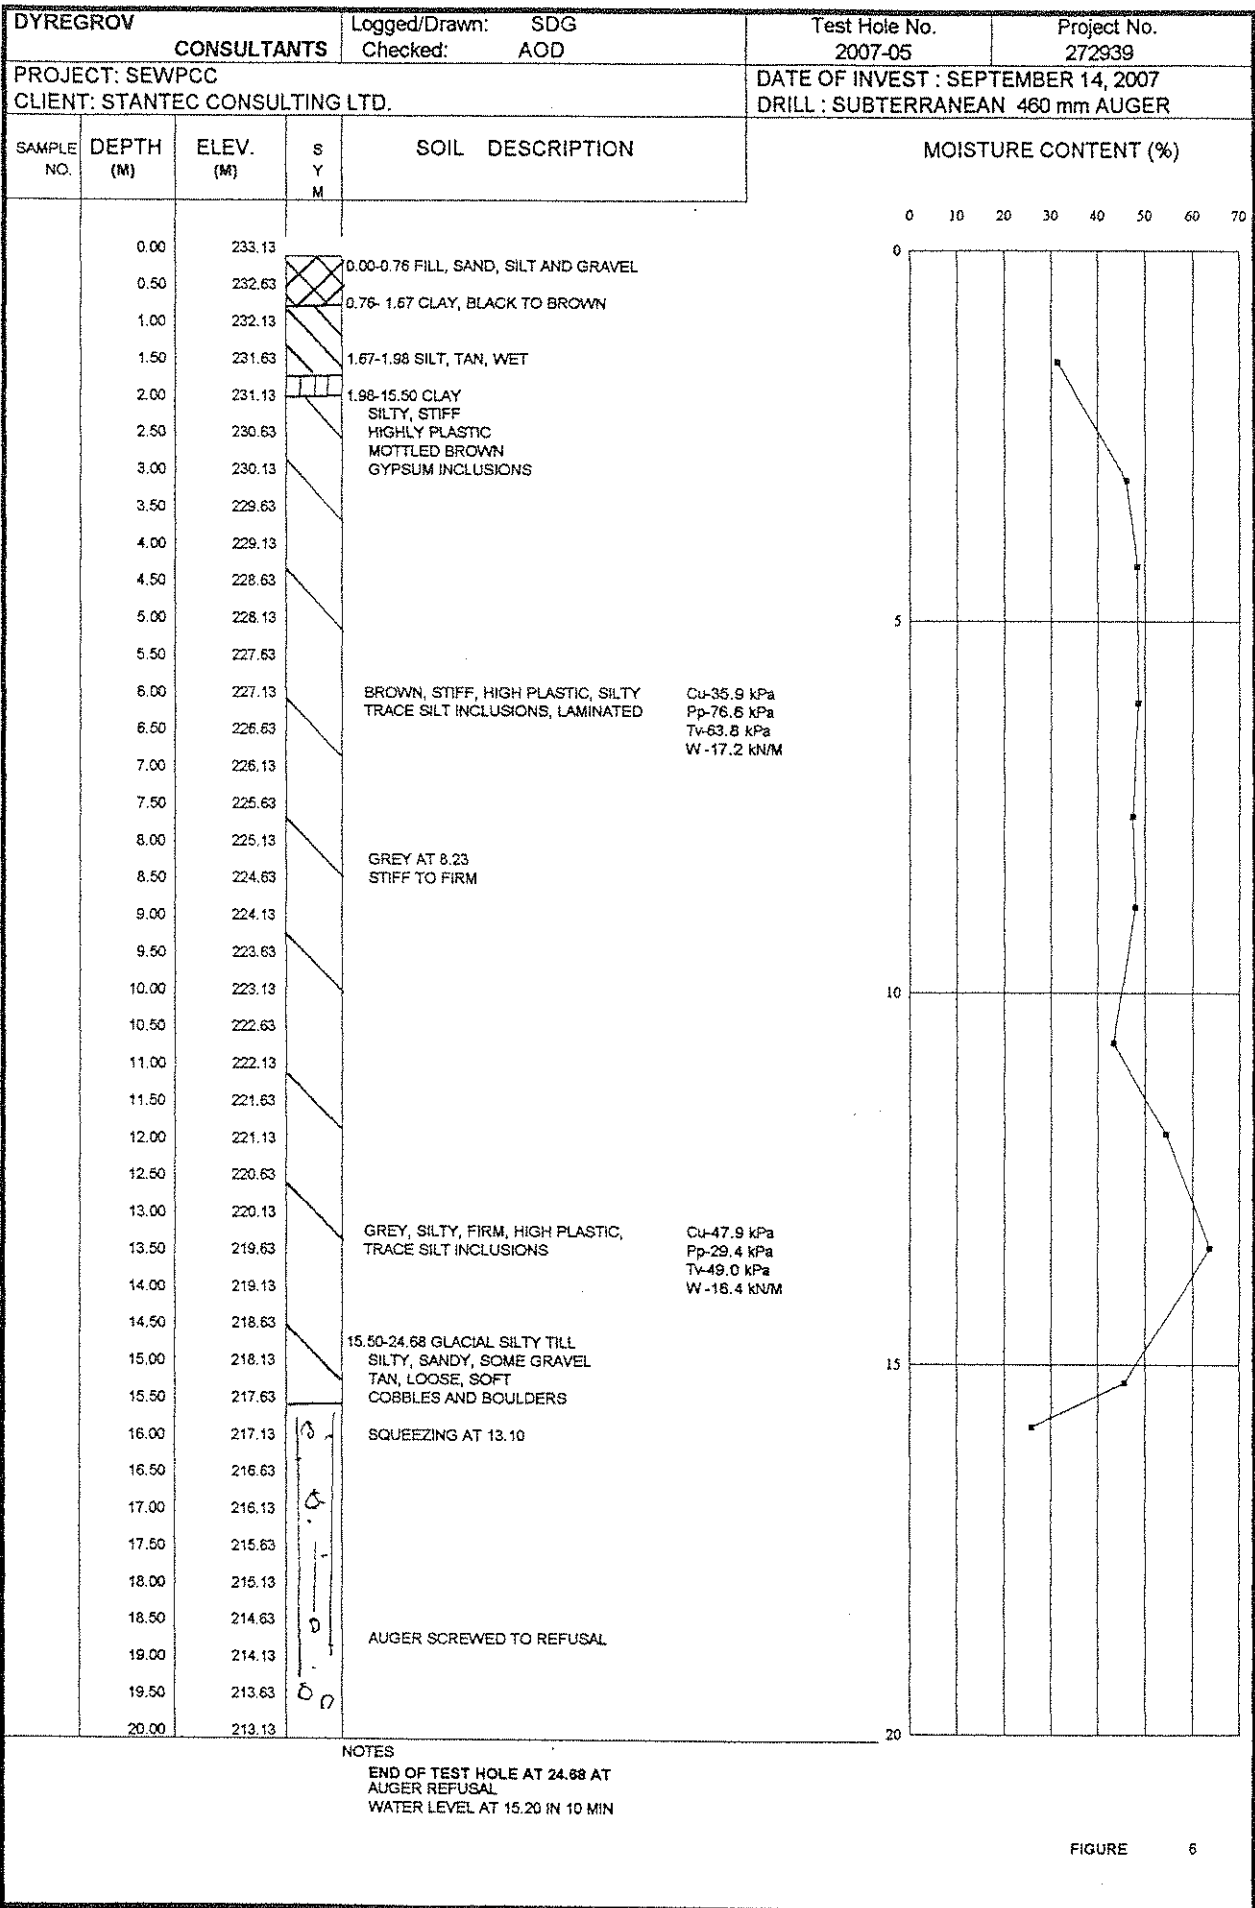 DYREGROV
CONSULTANTS
Logged/Drawn: SDG
Checked: AOD
Test Hole No.
2007-05
Project No.
272939
PROJECT: SEWPCC
CLIENT: STANTEC CONSULTING LTD.
DATE OF INVEST : SEPTEMBER 14, 2007
DRILL : SUBTERRANEAN 460 mm AUGER
SAMPLE NO.
DEPTH (M)
ELEV. (M)
S Y M
SOIL DESCRIPTION
MOISTURE CONTENT (%)
0 10 20 30 40 50 60 70
0
5
10
15
20
0.00 233.13
0.00-0.76 FILL, SAND, SILT AND GRAVEL
0.50 232.63
0.76- 1.67 CLAY, BLACK TO BROWN
1.00 232.13
1.50 231.63 1.67-1.98 SILT, TAN, WET
2.00 231.13 1.98-15.50 CLAY
SILTY, STIFF
2.50 230.63 HIGHLY PLASTIC
MOTTLED BROWN
3.00 230.13 GYPSUM INCLUSIONS
3.50 229.63
4.00 229.13
4.50 228.63
5.00 228.13
5.50 227.63
6.00 227.13 BROWN, STIFF, HIGH PLASTIC, SILTY Cu-35.9 kPa
TRACE SILT INCLUSIONS, LAMINATED Pp-76.6 kPa
6.50 226.63 Tv-63.8 kPa
W -17.2 kN/M
7.00 226.13
7.50 225.63
8.00 225.13
GREY AT 8.23
8.50 224.63 STIFF TO FIRM
9.00 224.13
9.50 223.63
10.00 223.13
10.50 222.63
11.00 222.13
11.50 221.63
12.00 221.13
12.50 220.63
13.00 220.13
GREY, SILTY, FIRM, HIGH PLASTIC, Cu-47.9 kPa
13.50 219.63 TRACE SILT INCLUSIONS Pp-29.4 kPa
Tv-49.0 kPa
14.00 219.13 W -16.4 kN/M
14.50 218.63
15.50-24.68 GLACIAL SILTY TILL
15.00 218.13 SILTY, SANDY, SOME GRAVEL
TAN, LOOSE, SOFT
15.50 217.63 COBBLES AND BOULDERS
16.00 217.13 SQUEEZING AT 13.10
16.50 216.63
17.00 216.13
17.50 215.63
18.00 215.13
18.50 214.63
AUGER SCREWED TO REFUSAL
19.00 214.13
19.50 213.63
20.00 213.13
NOTES
END OF TEST HOLE AT 24.68 AT
AUGER REFUSAL
WATER LEVEL AT 15.20 IN 10 MIN
FIGURE 6